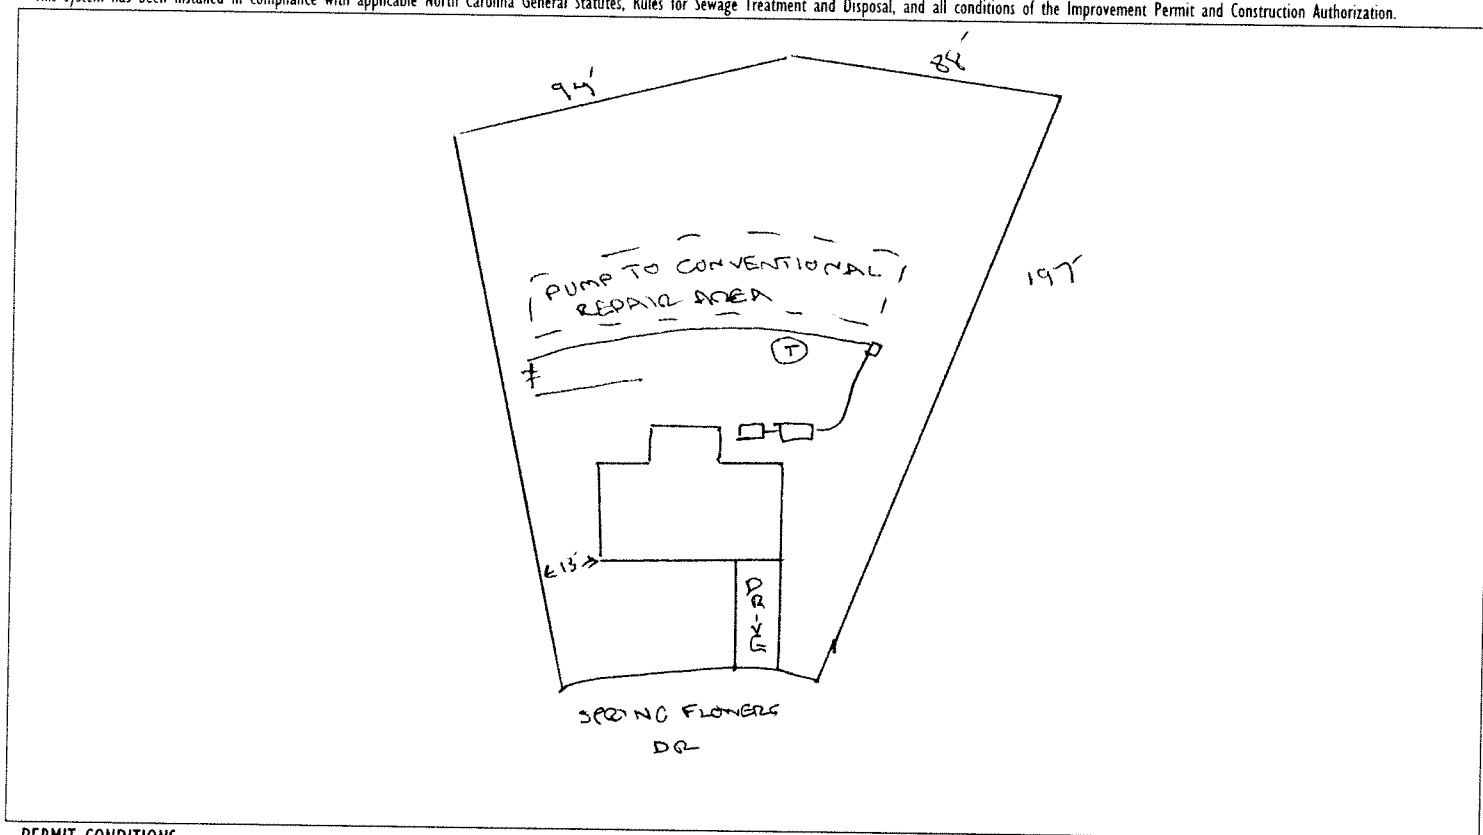 This system has been installed in compliance with applicable North Carolina General Statutes, Rules for Sewage Treatment and Disposal, and all conditions of the Improvement Permit and Construction Authorization.
94'
88'
197'
PUMP TO CONVENTIONAL
REPAIR AREA
T
←13'→
DRIVE
SPRING FLOWERS
DR
PERMIT CONDITIONS